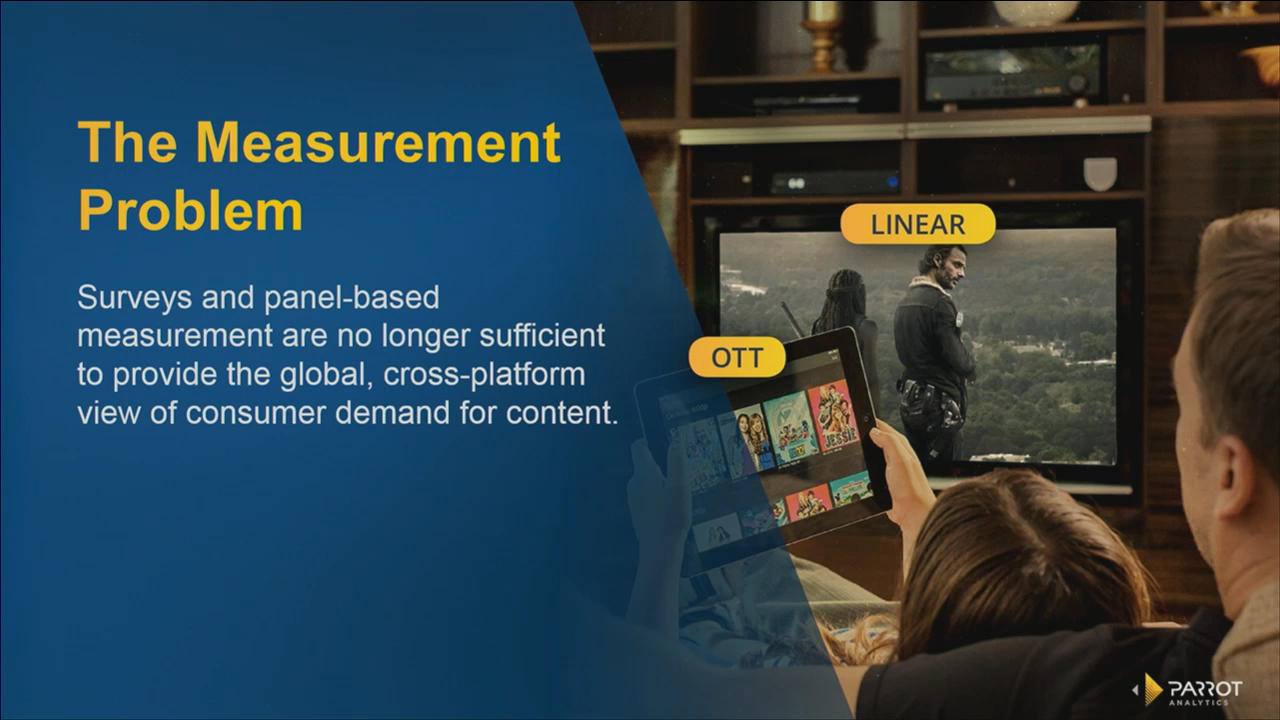 The Measurement
Problem
Surveys and panel-based
measurement are no longer sufficient
to provide the global, cross-platform
view of consumer demand for content.
LINEAR
OTT
JESSIE
PARROT
ANALYTICS